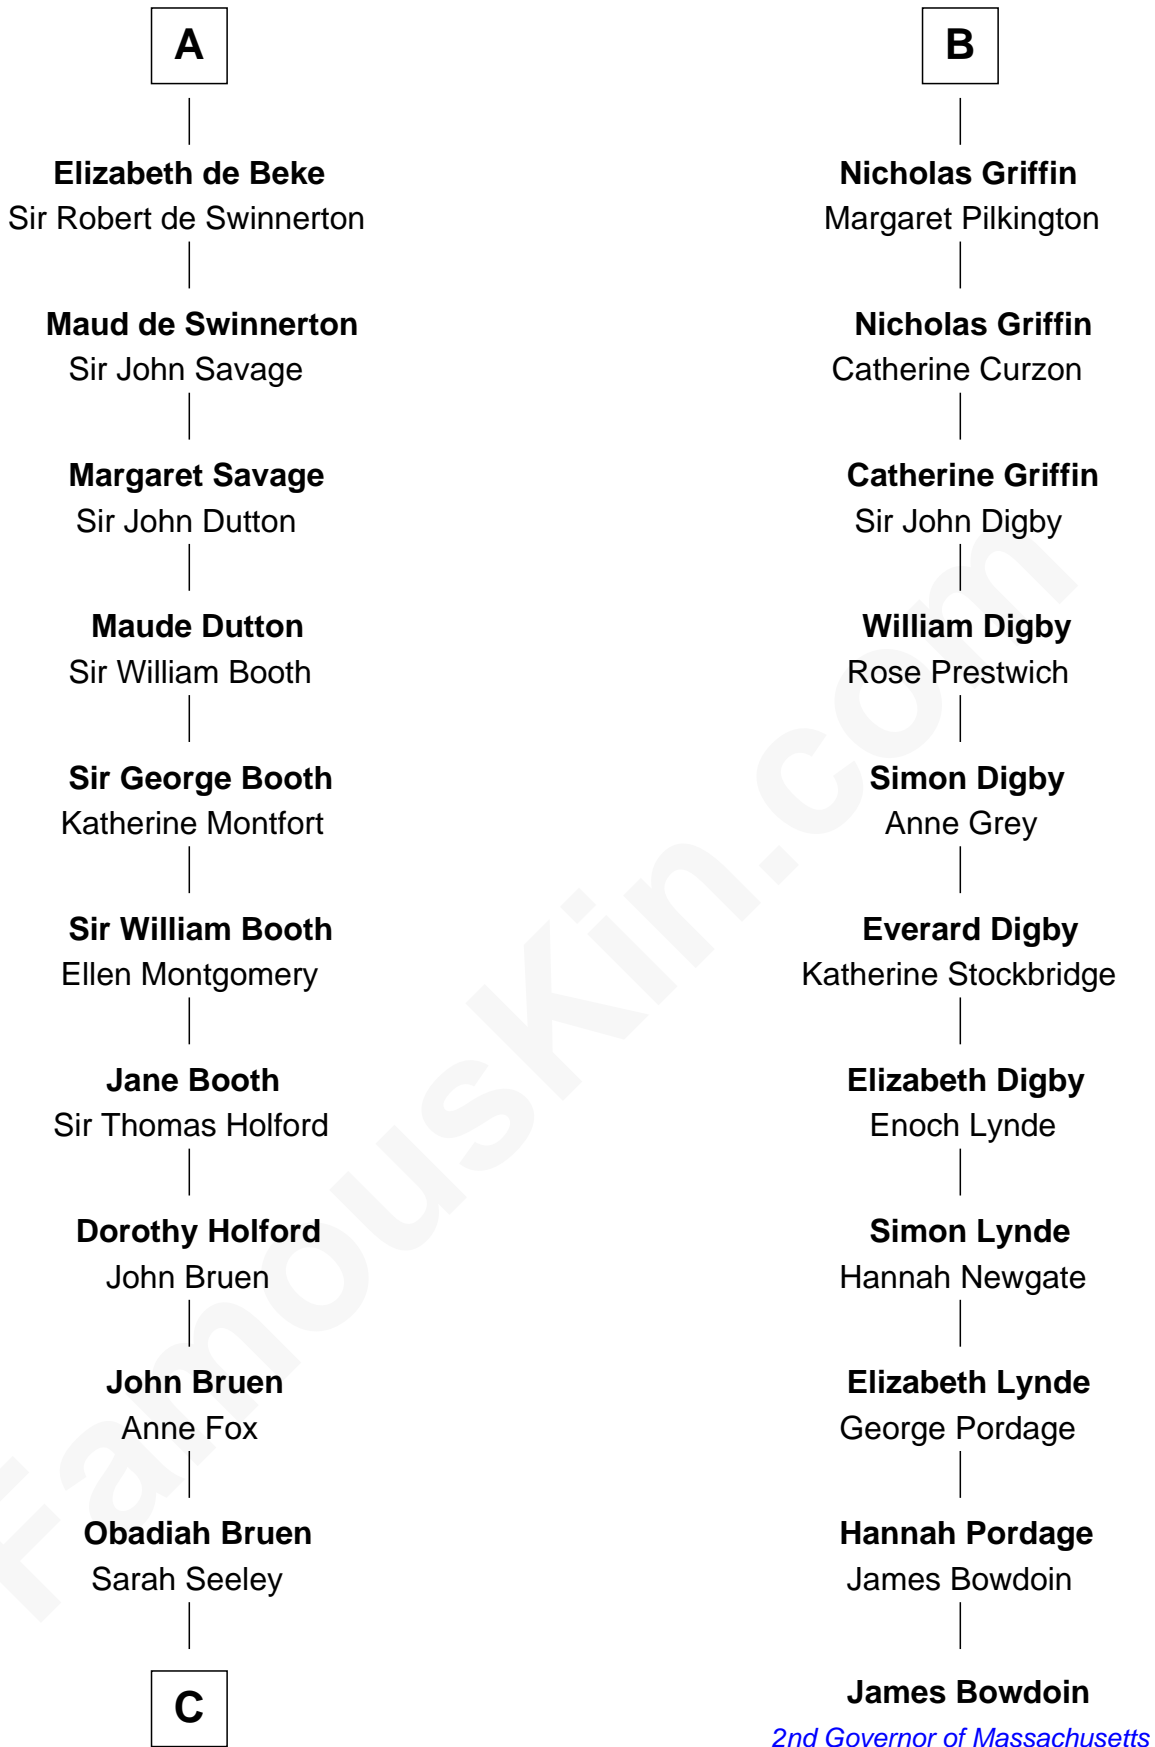 A
Elizabeth de Beke
Sir Robert de Swinnerton
Maud de Swinnerton
Sir John Savage
Margaret Savage
Sir John Dutton
Maude Dutton
Sir William Booth
Sir George Booth
Katherine Montfort
Sir William Booth
Ellen Montgomery
Jane Booth
Sir Thomas Holford
Dorothy Holford
John Bruen
John Bruen
Anne Fox
Obadiah Bruen
Sarah Seeley
C
B
Nicholas Griffin
Margaret Pilkington
Nicholas Griffin
Catherine Curzon
Catherine Griffin
Sir John Digby
William Digby
Rose Prestwich
Simon Digby
Anne Grey
Everard Digby
Katherine Stockbridge
Elizabeth Digby
Enoch Lynde
Simon Lynde
Hannah Newgate
Elizabeth Lynde
George Pordage
Hannah Pordage
James Bowdoin
James Bowdoin
2nd Governor of Massachusetts
FamousKin.com